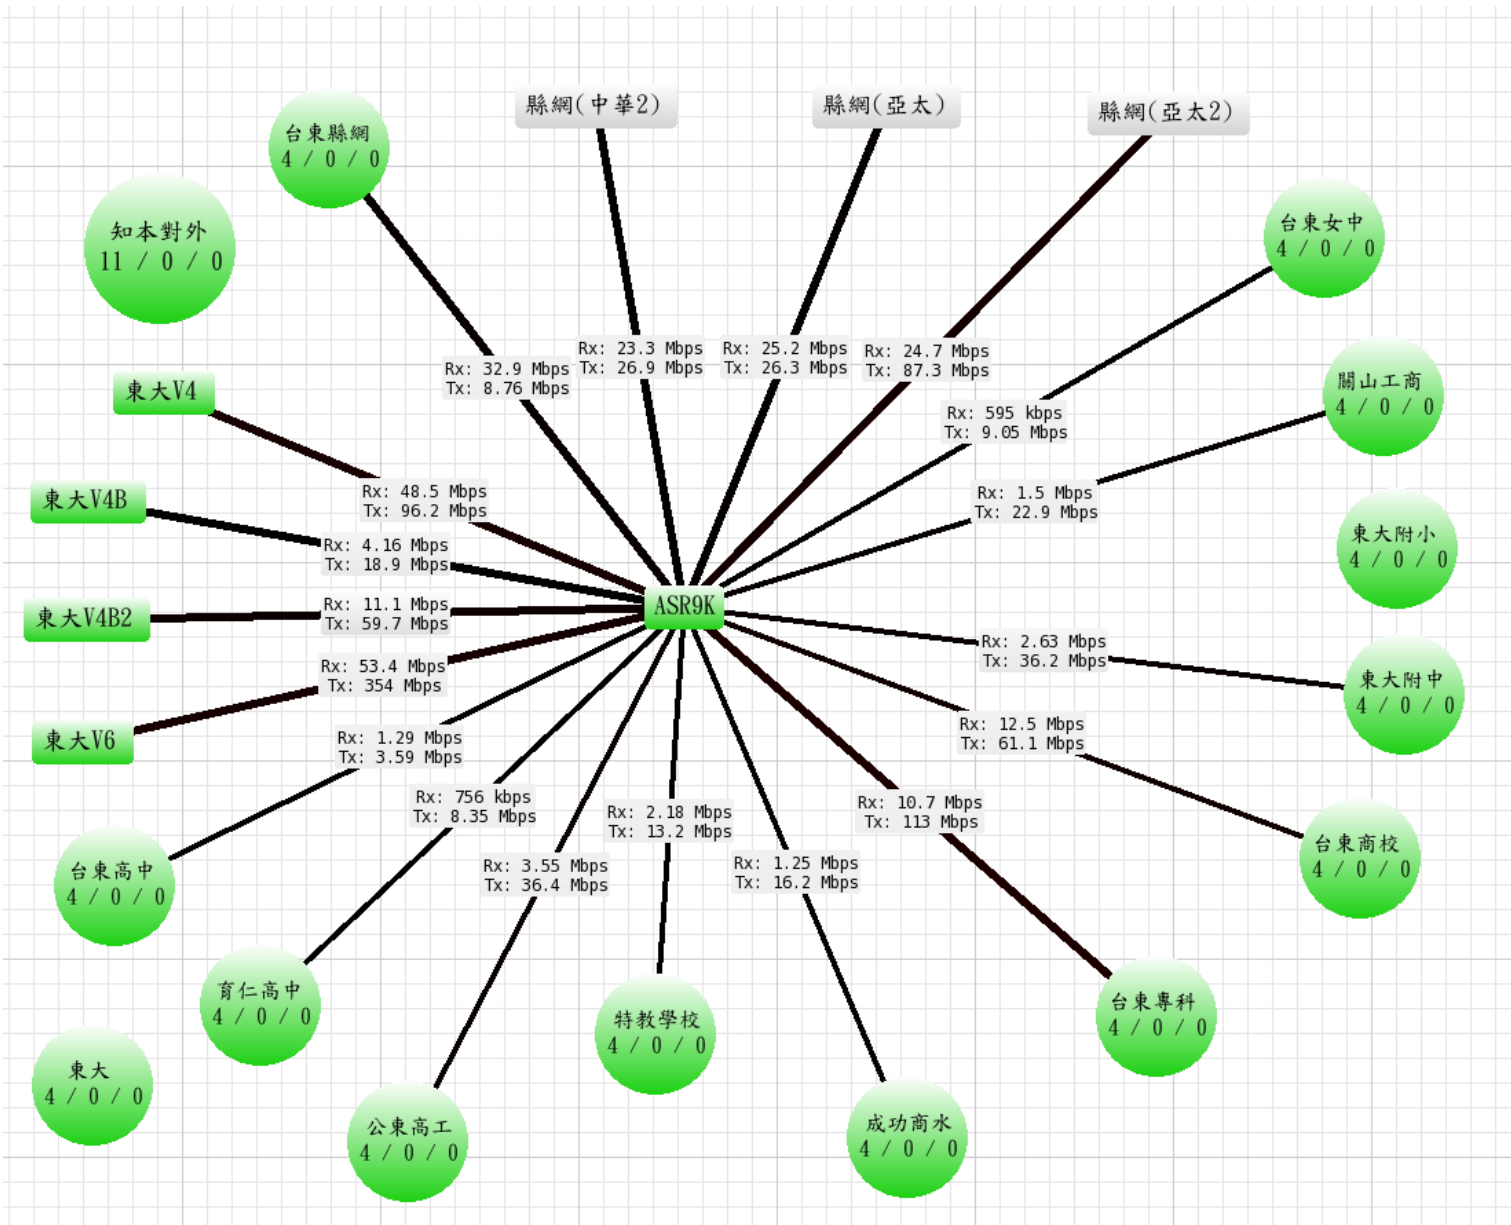 縣網(中華2)
縣網(亞太)
縣網(亞太2)
台東縣網
4 / 0 / 0
知本對外
11 / 0 / 0
台東女中
4 / 0 / 0
Rx: 32.9 Mbps
Tx: 8.76 Mbps
Rx: 23.3 Mbps
Tx: 26.9 Mbps
Rx: 25.2 Mbps
Tx: 26.3 Mbps
Rx: 24.7 Mbps
Tx: 87.3 Mbps
東大V4
關山工商
4 / 0 / 0
Rx: 595 kbps
Tx: 9.05 Mbps
東大V4B
Rx: 48.5 Mbps
Tx: 96.2 Mbps
Rx: 1.5 Mbps
Tx: 22.9 Mbps
東大附小
4 / 0 / 0
Rx: 4.16 Mbps
Tx: 18.9 Mbps
東大V4B2
Rx: 11.1 Mbps
Tx: 59.7 Mbps
ASR9K
Rx: 2.63 Mbps
Tx: 36.2 Mbps
東大附中
4 / 0 / 0
Rx: 53.4 Mbps
Tx: 354 Mbps
東大V6
Rx: 1.29 Mbps
Tx: 3.59 Mbps
Rx: 12.5 Mbps
Tx: 61.1 Mbps
Rx: 756 kbps
Tx: 8.35 Mbps
Rx: 2.18 Mbps
Tx: 13.2 Mbps
Rx: 10.7 Mbps
Tx: 113 Mbps
台東商校
4 / 0 / 0
台東高中
4 / 0 / 0
Rx: 3.55 Mbps
Tx: 36.4 Mbps
Rx: 1.25 Mbps
Tx: 16.2 Mbps
育仁高中
4 / 0 / 0
特教學校
4 / 0 / 0
台東專科
4 / 0 / 0
東大
4 / 0 / 0
公東高工
4 / 0 / 0
成功商水
4 / 0 / 0